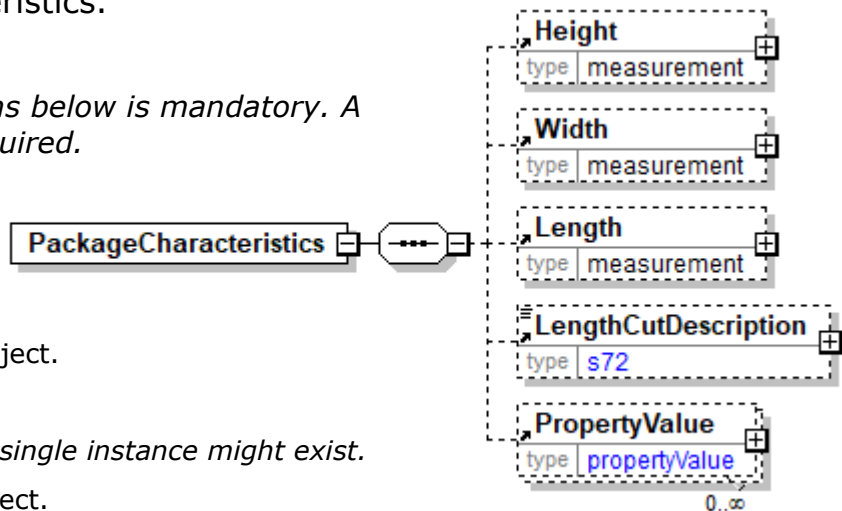 eristics.
ns below is mandatory. A
uired.
ject.
single instance might exist.
ect.
PackageCharacteristics
Height
type measurement
Width
type measurement
Length
type measurement
LengthCutDescription
type s72
PropertyValue
type propertyValue
0..∞